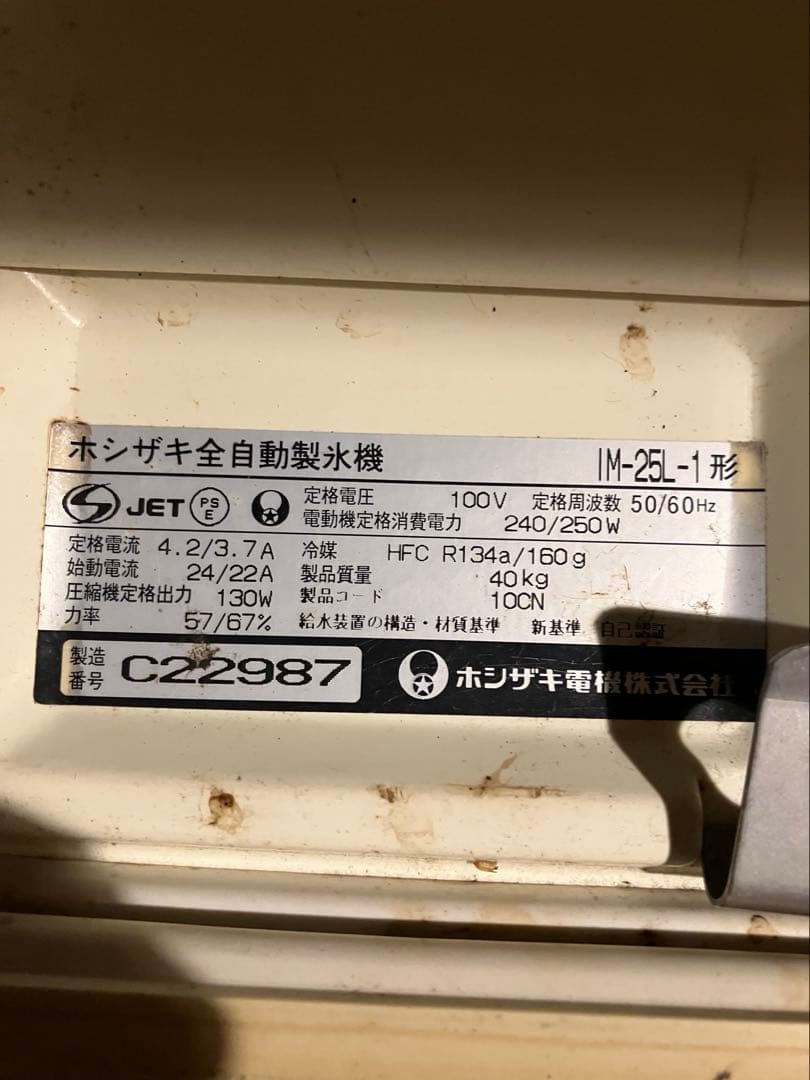 ホシザキ全自動製氷機 IM-25L-1形
JET PSE 定格電圧 100V 定格周波数 50/60Hz
電動機定格消費電力 240/250W
定格電流 4.2/3.7A 冷媒 HFC R134a/160g
始動電流 24/22A 製品質量 40kg
圧縮機定格出力 130W 製品コード 10CN
力率 57/67% 給水装置の構造・材質基準 新基準 自己認証
製造番号 C22987 ホシザキ電機株式会社